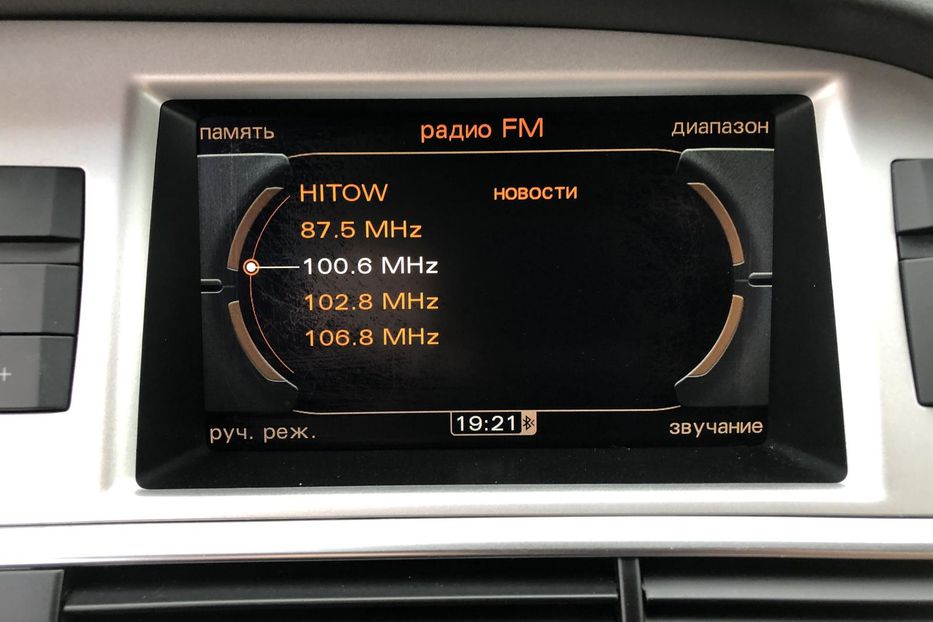 память радио FM диапазон
HITOW новости
87.5 MHz
100.6 MHz
102.8 MHz
106.8 MHz
руч. реж. 19:21 звучание
+